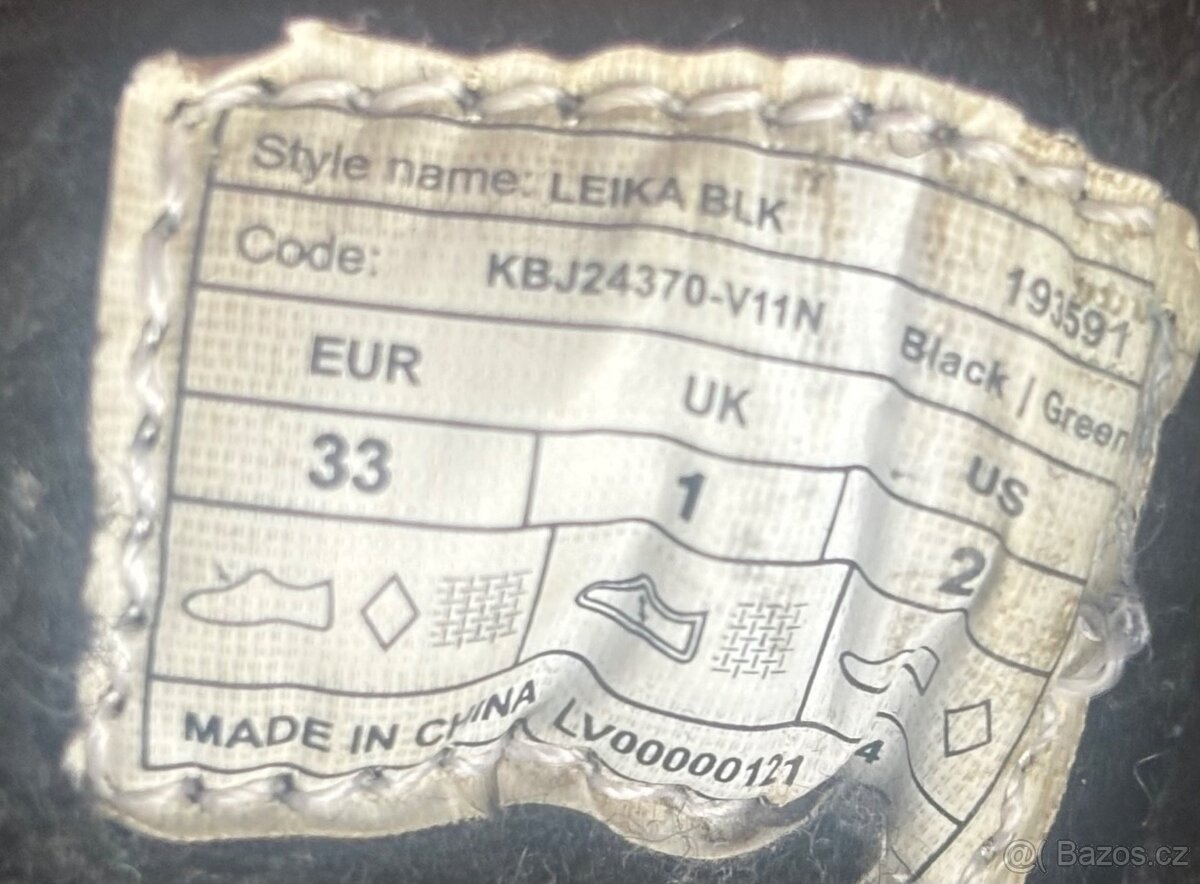 Style name: LEIKA BLK 193591
Code: KBJ24370-V11N Black / Green
EUR UK US
33 1 2
MADE IN CHINA LV00000121 4
@( Bazos.cz